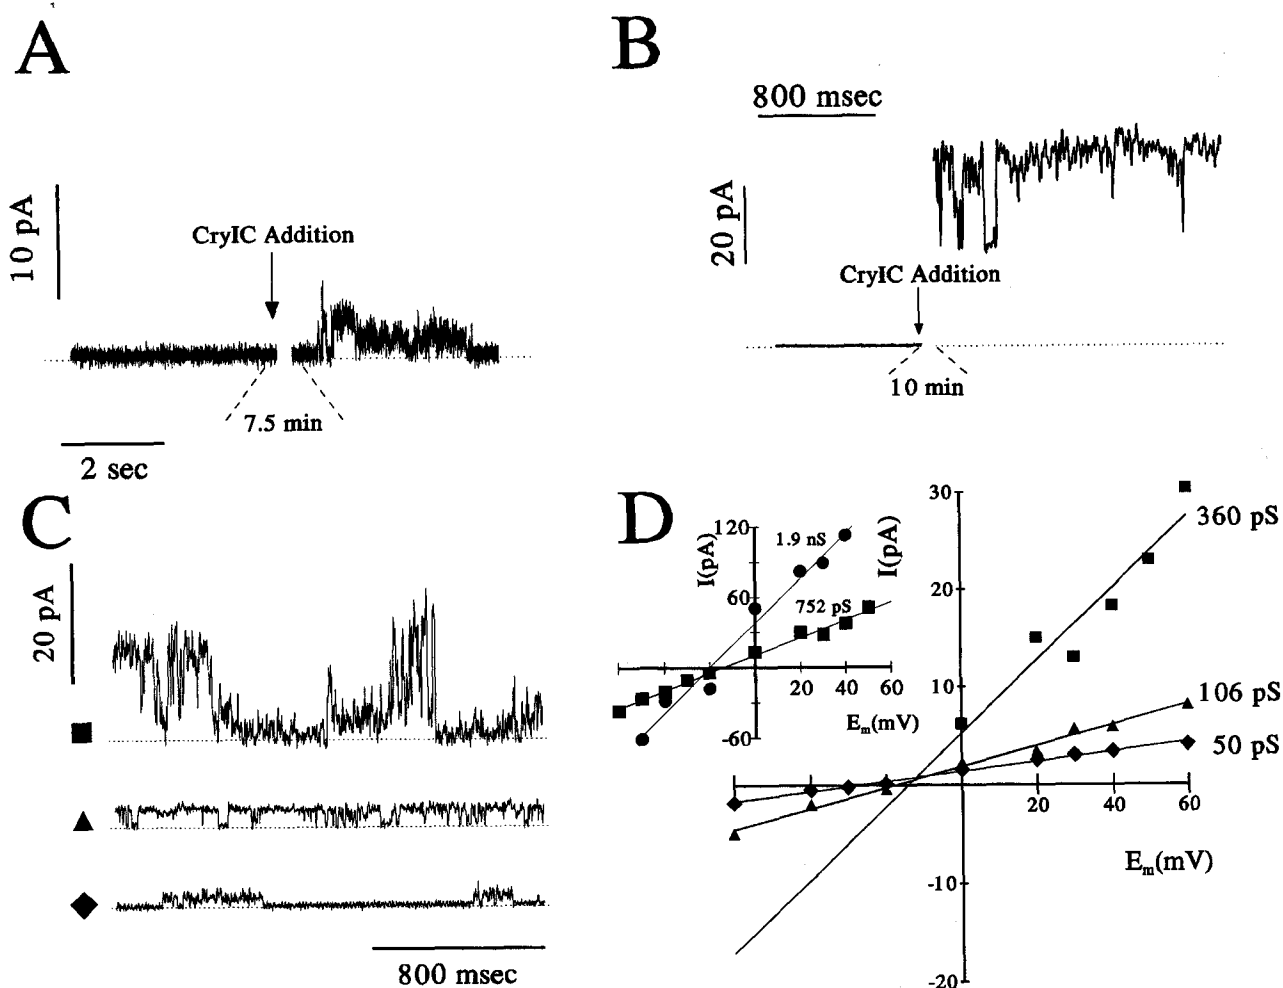 A
10 pA
CryIC Addition
7.5 min
2 sec
B
800 msec
20 pA
CryIC Addition
10 min
C
20 pA
800 msec
D
I(pA)
120
60
-60
1.9 nS
752 pS
20 40 60
Em(mV)
I(pA)
30
20
10
-10
-20
360 pS
106 pS
50 pS
20 40 60
Em(mV)